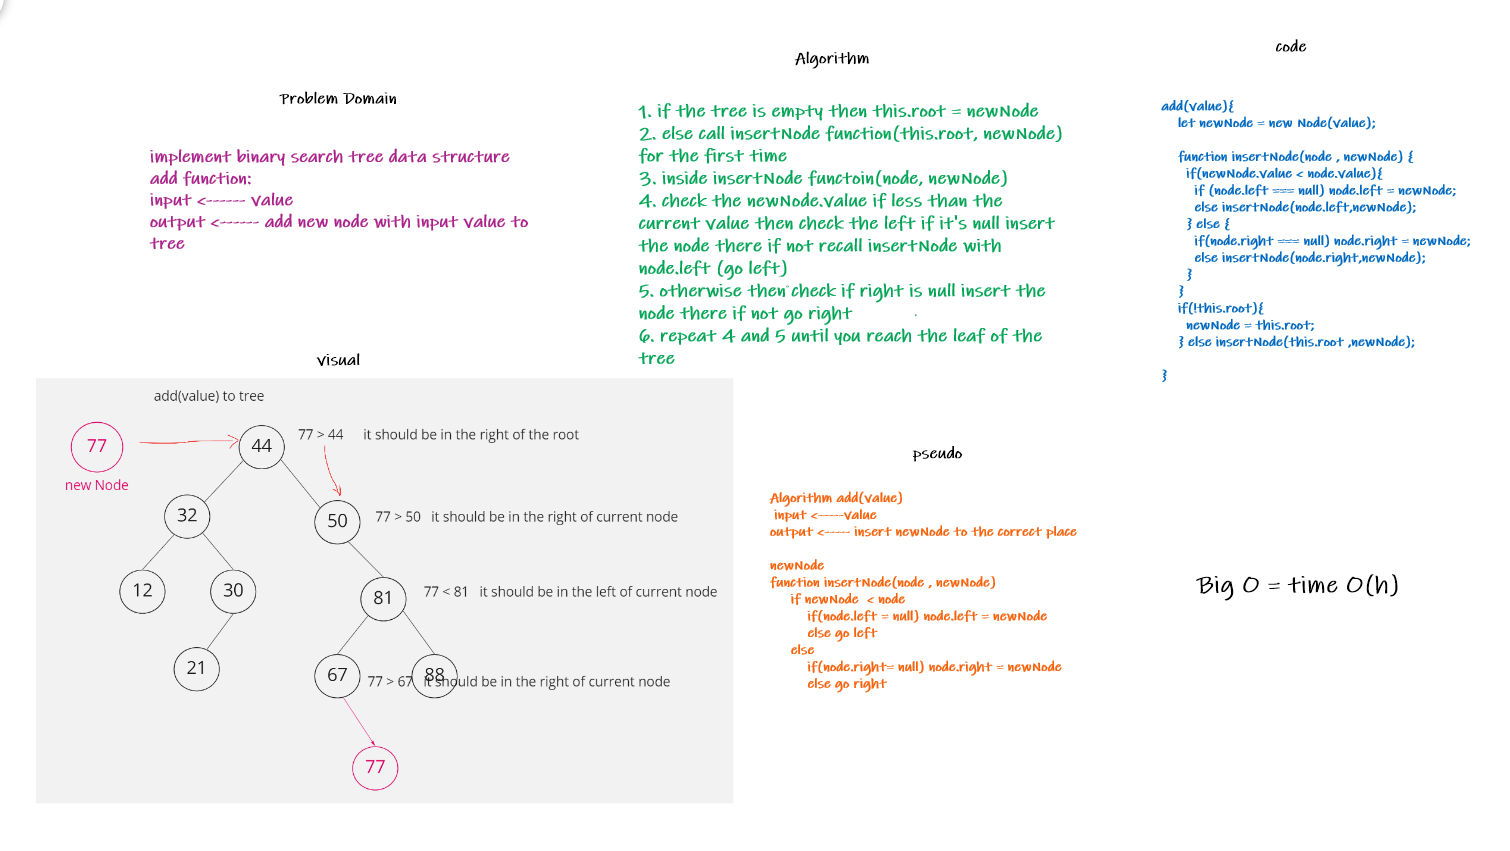 Problem Domain
implement binary search tree data structure
add function:
input <------ value
output <------ add new node with input value to
tree
Algorithm
1. if the tree is empty then this.root = newNode
2. else call insertNode function(this.root, newNode)
for the first time
3. inside insertNode functoin(node, newNode)
4. check the newNode.value if less than the
current value then check the left if it's null insert
the node there if not recall insertNode with
node.left (go left)
5. otherwise then check if right is null insert the
node there if not go right
6. repeat 4 and 5 until you reach the leaf of the
tree
code
add(value){
let newNode = new Node(value);
function insertNode(node , newNode) {
if(newNode.value < node.value){
if (node.left === null) node.left = newNode;
else insertNode(node.left,newNode);
} else {
if(node.right === null) node.right = newNode;
else insertNode(node.right,newNode);
}
}
if(!this.root){
newNode = this.root;
} else insertNode(this.root ,newNode);
}
visual
add(value) to tree
77
new Node
44
77 > 44 it should be in the right of the root
32
50
77 > 50 it should be in the right of current node
12
30
81
77 < 81 it should be in the left of current node
21
67
88
77 > 67 it should be in the right of current node
77
pseudo
Algorithm add(value)
input <-----value
output <----- insert newNode to the correct place
newNode
function insertNode(node , newNode)
if newNode < node
if(node.left = null) node.left = newNode
else go left
else
if(node.right= null) node.right = newNode
else go right
Big O = time O(h)